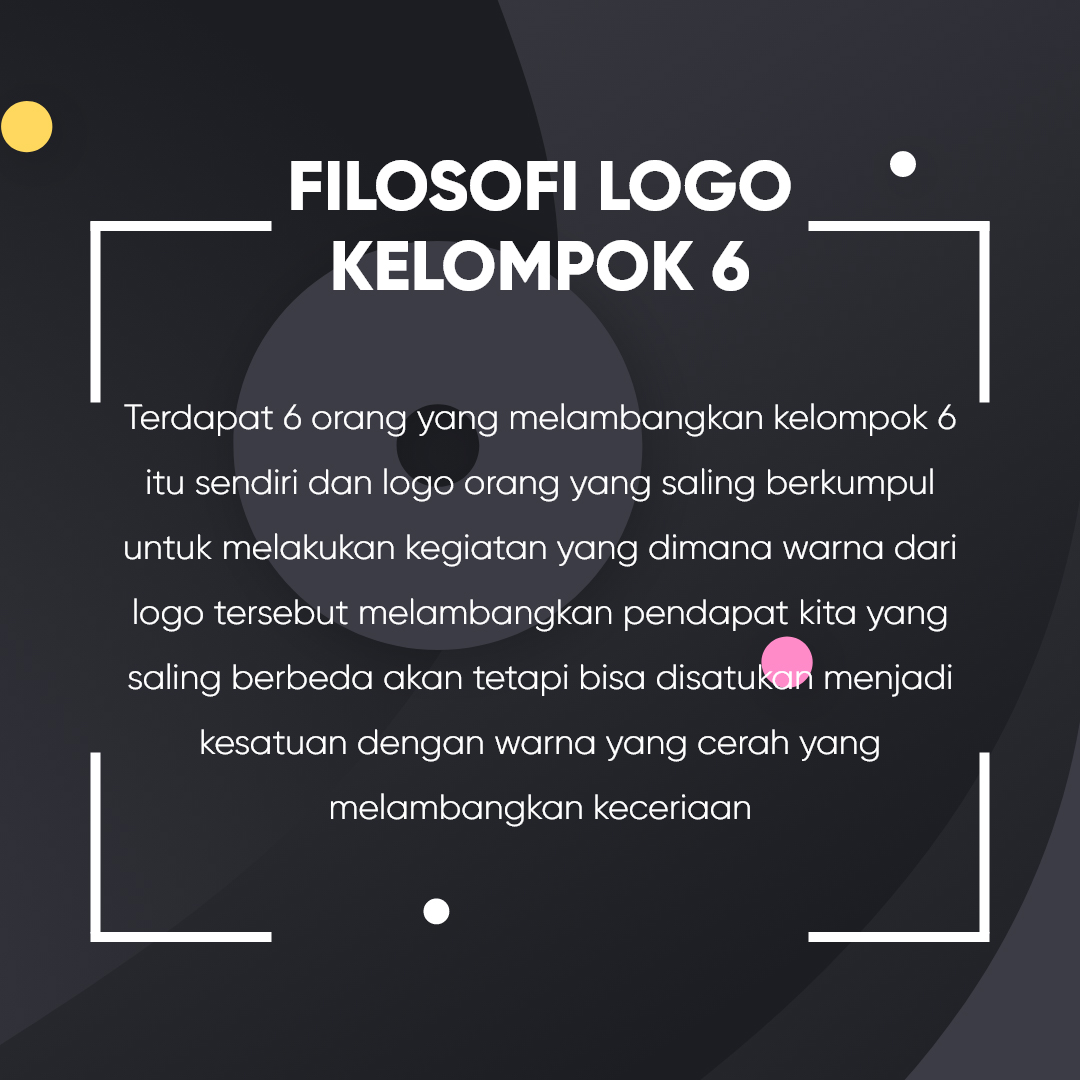 FILOSOFI LOGO
KELOMPOK 6
Terdapat 6 orang yang melambangkan kelompok 6
itu sendiri dan logo orang yang saling berkumpul
untuk melakukan kegiatan yang dimana warna dari
logo tersebut melambangkan pendapat kita yang
saling berbeda akan tetapi bisa disatukan menjadi
kesatuan dengan warna yang cerah yang
melambangkan keceriaan